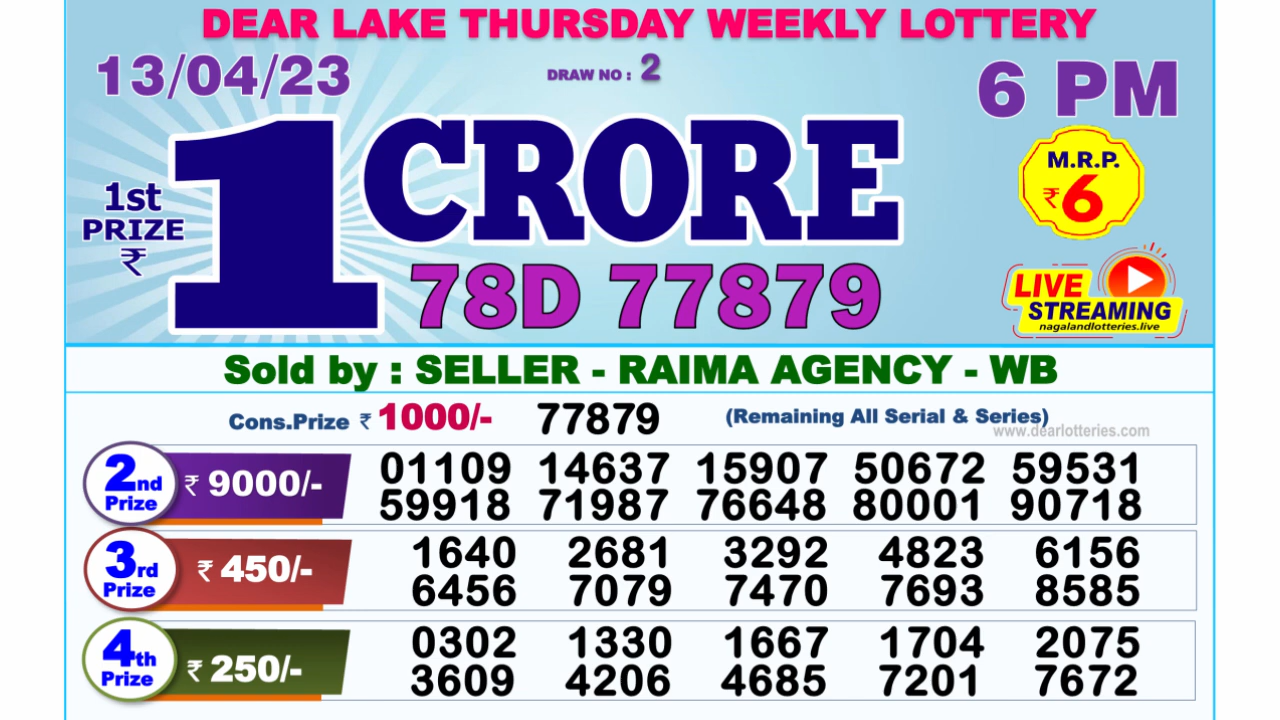 DEAR LAKE THURSDAY WEEKLY LOTTERY
13/04/23
DRAW NO : 2
6 PM
1st
PRIZE
₹
1 CRORE
M.R.P.
₹6
78D 77879
LIVE
STREAMING
nagalandlotteries.live
Sold by : SELLER - RAIMA AGENCY - WB
Cons.Prize ₹ 1000/- 77879 (Remaining All Serial & Series)
www.dearlotteries.com
2nd
Prize
₹ 9000/-
01109 14637 15907 50672 59531
59918 71987 76648 80001 90718
3rd
Prize
₹ 450/-
1640 2681 3292 4823 6156
6456 7079 7470 7693 8585
4th
Prize
₹ 250/-
0302 1330 1667 1704 2075
3609 4206 4685 7201 7672